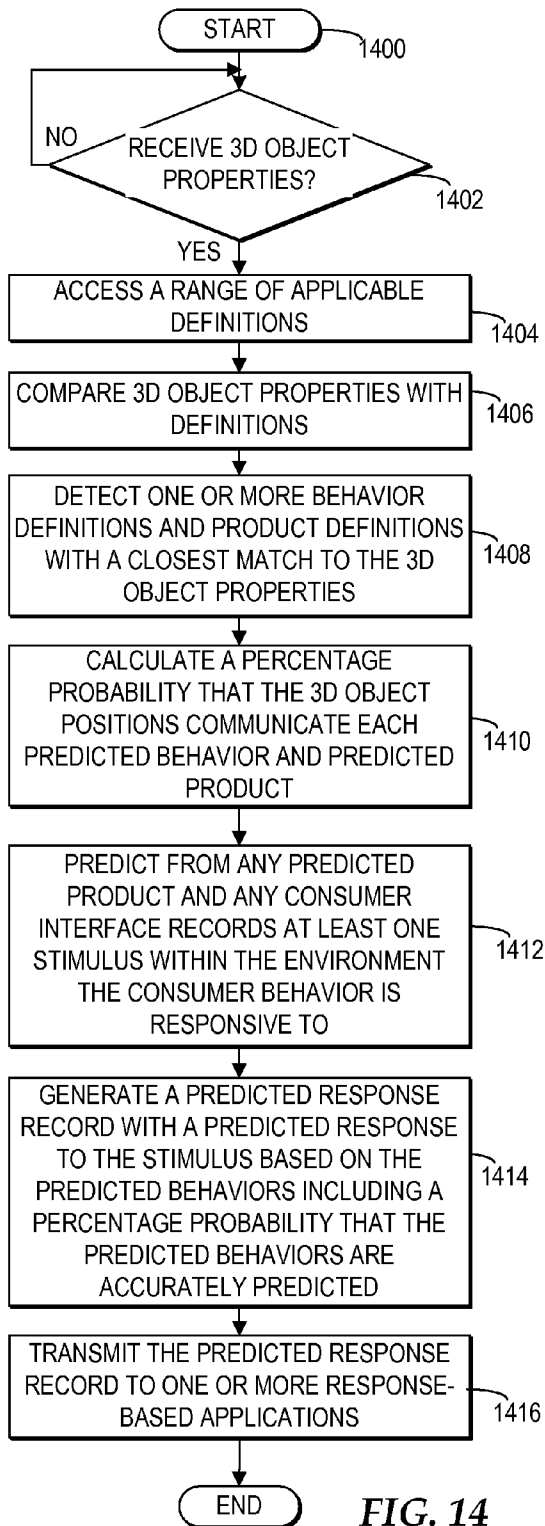 START
1400
NO
RECEIVE 3D OBJECT
PROPERTIES?
1402
YES
ACCESS A RANGE OF APPLICABLE
DEFINITIONS
1404
COMPARE 3D OBJECT PROPERTIES WITH
DEFINITIONS
1406
DETECT ONE OR MORE BEHAVIOR
DEFINITIONS AND PRODUCT DEFINITIONS
WITH A CLOSEST MATCH TO THE 3D
OBJECT PROPERTIES
1408
CALCULATE A PERCENTAGE
PROBABILITY THAT THE 3D OBJECT
POSITIONS COMMUNICATE EACH
PREDICTED BEHAVIOR AND PREDICTED
PRODUCT
1410
PREDICT FROM ANY PREDICTED
PRODUCT AND ANY CONSUMER
INTERFACE RECORDS AT LEAST ONE
STIMULUS WITHIN THE ENVIRONMENT
THE CONSUMER BEHAVIOR IS
RESPONSIVE TO
1412
GENERATE A PREDICTED RESPONSE
RECORD WITH A PREDICTED RESPONSE
TO THE STIMULUS BASED ON THE
PREDICTED BEHAVIORS INCLUDING A
PERCENTAGE PROBABILITY THAT THE
PREDICTED BEHAVIORS ARE
ACCURATELY PREDICTED
1414
TRANSMIT THE PREDICTED RESPONSE
RECORD TO ONE OR MORE RESPONSE-
BASED APPLICATIONS
1416
END
FIG. 14